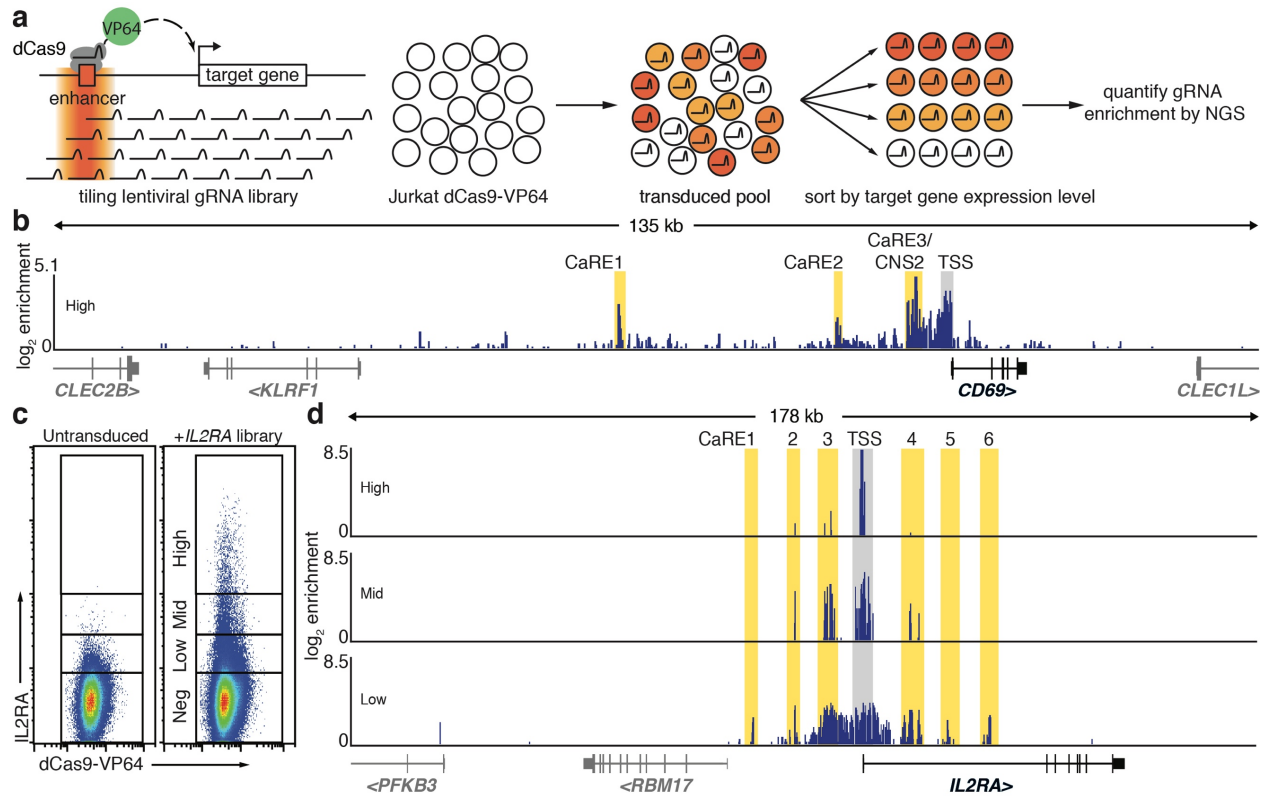 a
VP64
dCas9
target gene
enhancer
tiling lentiviral gRNA library
Jurkat dCas9-VP64
transduced pool
sort by target gene expression level
quantify gRNA
enrichment by NGS
b
135 kb
CaRE1
CaRE2
CaRE3/
CNS2
TSS
log2 enrichment
5.1
0
High
CLEC2B>
<KLRF1
CD69>
CLEC1L>
c
Untransduced
+IL2RA library
High
Mid
Low
Neg
IL2RA
dCas9-VP64
d
178 kb
CaRE1
2
3
TSS
4
5
6
log2 enrichment
8.5
High
0
8.5
Mid
0
8.5
Low
0
<PFKB3
<RBM17
IL2RA>